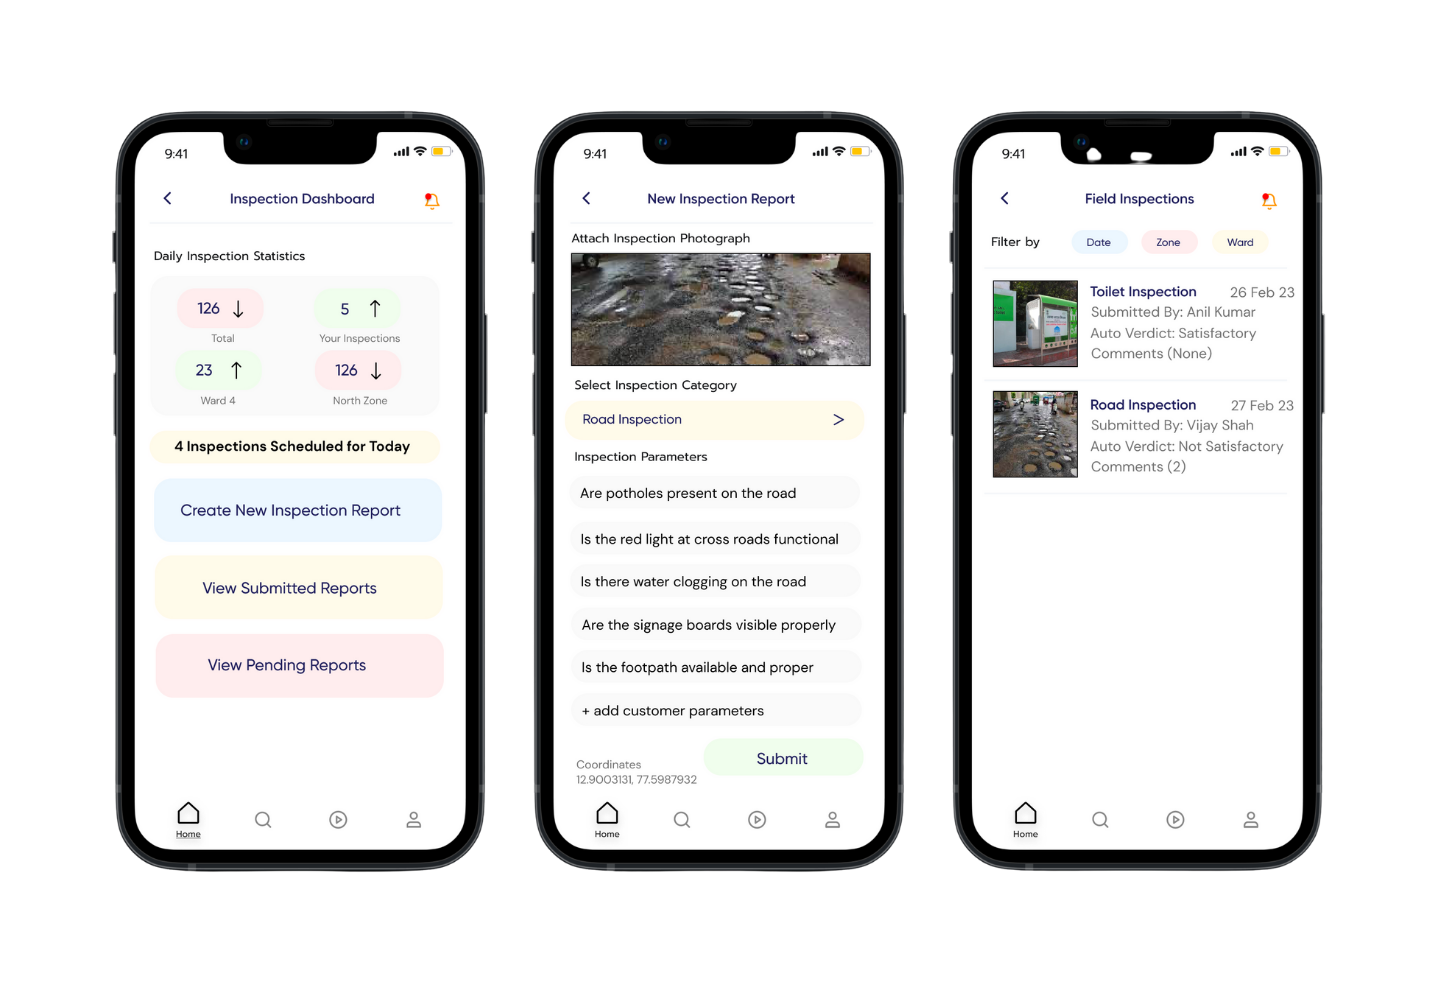 9:41
Inspection Dashboard
Daily Inspection Statistics
126 ↓
5 ↑
Total
Your Inspections
23 ↑
126 ↓
Ward 4
North Zone
4 Inspections Scheduled for Today
Create New Inspection Report
View Submitted Reports
View Pending Reports
Home
9:41
New Inspection Report
Attach Inspection Photograph
Select Inspection Category
Road Inspection >
Inspection Parameters
Are potholes present on the road
Is the red light at cross roads functional
Is there water clogging on the road
Are the signage boards visible properly
Is the footpath available and proper
+ add customer parameters
Submit
Coordinates
12.9003131, 77.5987932
Home
9:41
Field Inspections
Filter by
Date
Zone
Ward
Toilet Inspection 26 Feb 23
Submitted By: Anil Kumar
Auto Verdict: Satisfactory
Comments (None)
Road Inspection 27 Feb 23
Submitted By: Vijay Shah
Auto Verdict: Not Satisfactory
Comments (2)
Home